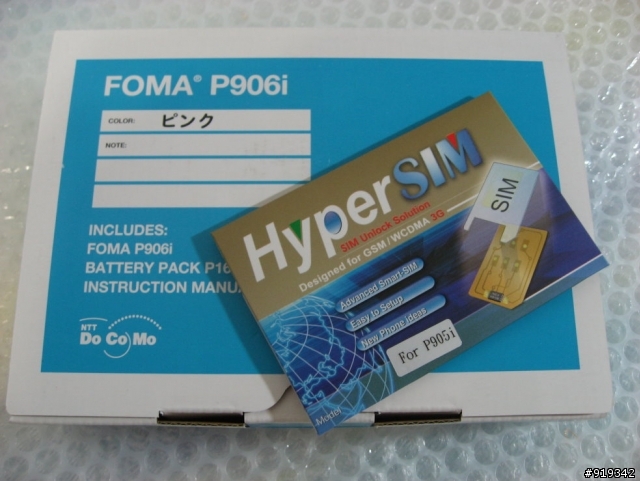 FOMA® P906i
COLOR: ピンク
NOTE:
INCLUDES:
FOMA P906i
BATTERY PACK P16
INSTRUCTION MANUA
NTT
DoCoMo
HyperSIM
SIM Unlock Solution
Designed for GSM/WCDMA 3G
SIM
Advanced Smart SIM
Easy to Setup
New Phone ideas
For P905i
Model
#919342